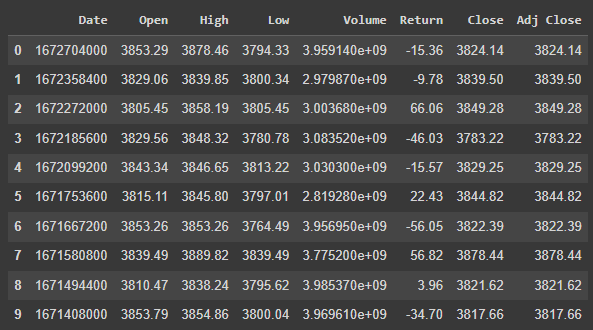 Date Open High Low Volume Return Close Adj Close
0 1672704000 3853.29 3878.46 3794.33 3.959140e+09 -15.36 3824.14 3824.14
1 1672358400 3829.06 3839.85 3800.34 2.979870e+09 -9.78 3839.50 3839.50
2 1672272000 3805.45 3858.19 3805.45 3.003680e+09 66.06 3849.28 3849.28
3 1672185600 3829.56 3848.32 3780.78 3.083520e+09 -46.03 3783.22 3783.22
4 1672099200 3843.34 3846.65 3813.22 3.030300e+09 -15.57 3829.25 3829.25
5 1671753600 3815.11 3845.80 3797.01 2.819280e+09 22.43 3844.82 3844.82
6 1671667200 3853.26 3853.26 3764.49 3.956950e+09 -56.05 3822.39 3822.39
7 1671580800 3839.49 3889.82 3839.49 3.775200e+09 56.82 3878.44 3878.44
8 1671494400 3810.47 3838.24 3795.62 3.985370e+09 3.96 3821.62 3821.62
9 1671408000 3853.79 3854.86 3800.04 3.969610e+09 -34.70 3817.66 3817.66